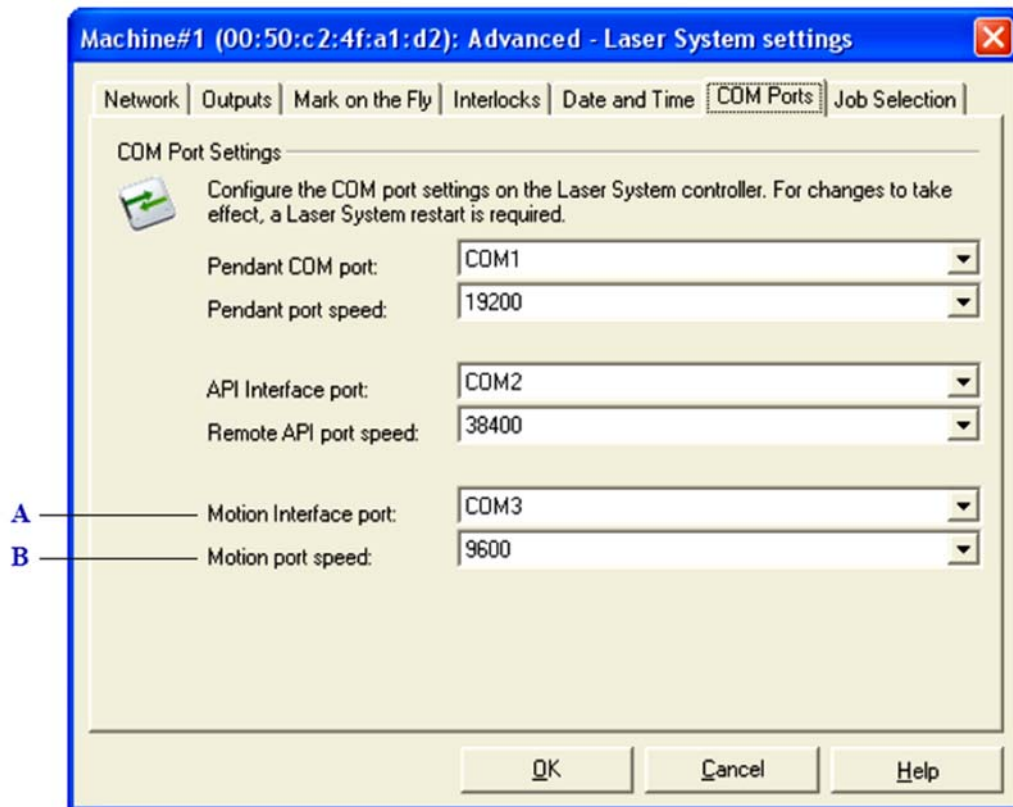 Machine#1 (00:50:c2:4f:a1:d2): Advanced - Laser System settings
Network Outputs Mark on the Fly Interlocks Date and Time COM Ports Job Selection
COM Port Settings
Configure the COM port settings on the Laser System controller. For changes to take
effect, a Laser System restart is required.
Pendant COM port: COM1
Pendant port speed: 19200
API Interface port: COM2
Remote API port speed: 38400
A Motion Interface port: COM3
B Motion port speed: 9600
OK Cancel Help